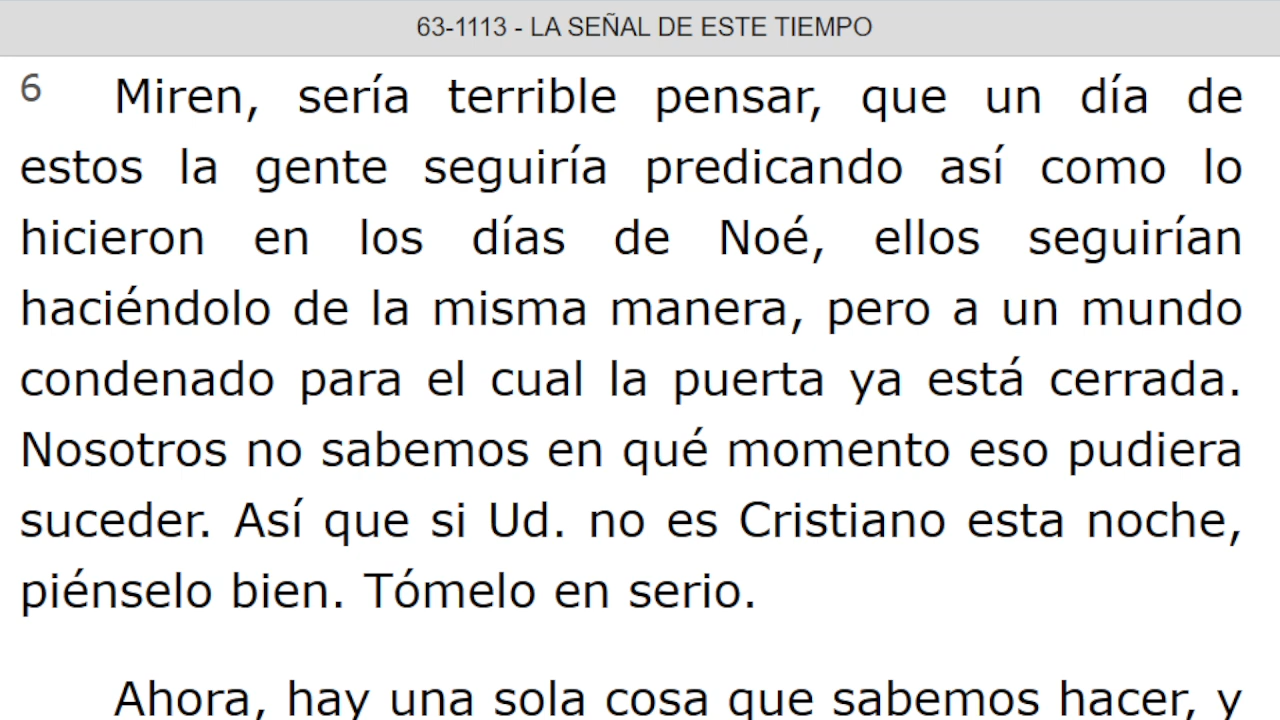 63-1113 - LA SEÑAL DE ESTE TIEMPO
6 Miren, sería terrible pensar, que un día de
estos la gente seguiría predicando así como lo
hicieron en los días de Noé, ellos seguirían
haciéndolo de la misma manera, pero a un mundo
condenado para el cual la puerta ya está cerrada.
Nosotros no sabemos en qué momento eso pudiera
suceder. Así que si Ud. no es Cristiano esta noche,
piénselo bien. Tómelo en serio.
Ahora, hay una sola cosa que sabemos hacer, y